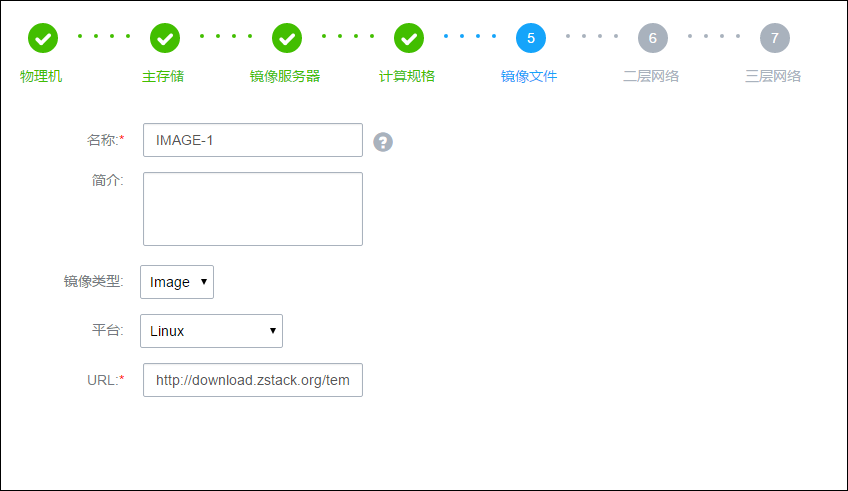 5 6 7
物理机 主存储 镜像服务器 计算规格 镜像文件 二层网络 三层网络
名称:* IMAGE-1 ?
简介:
镜像类型: Image
平台: Linux
URL:* http://download.zstack.org/tem